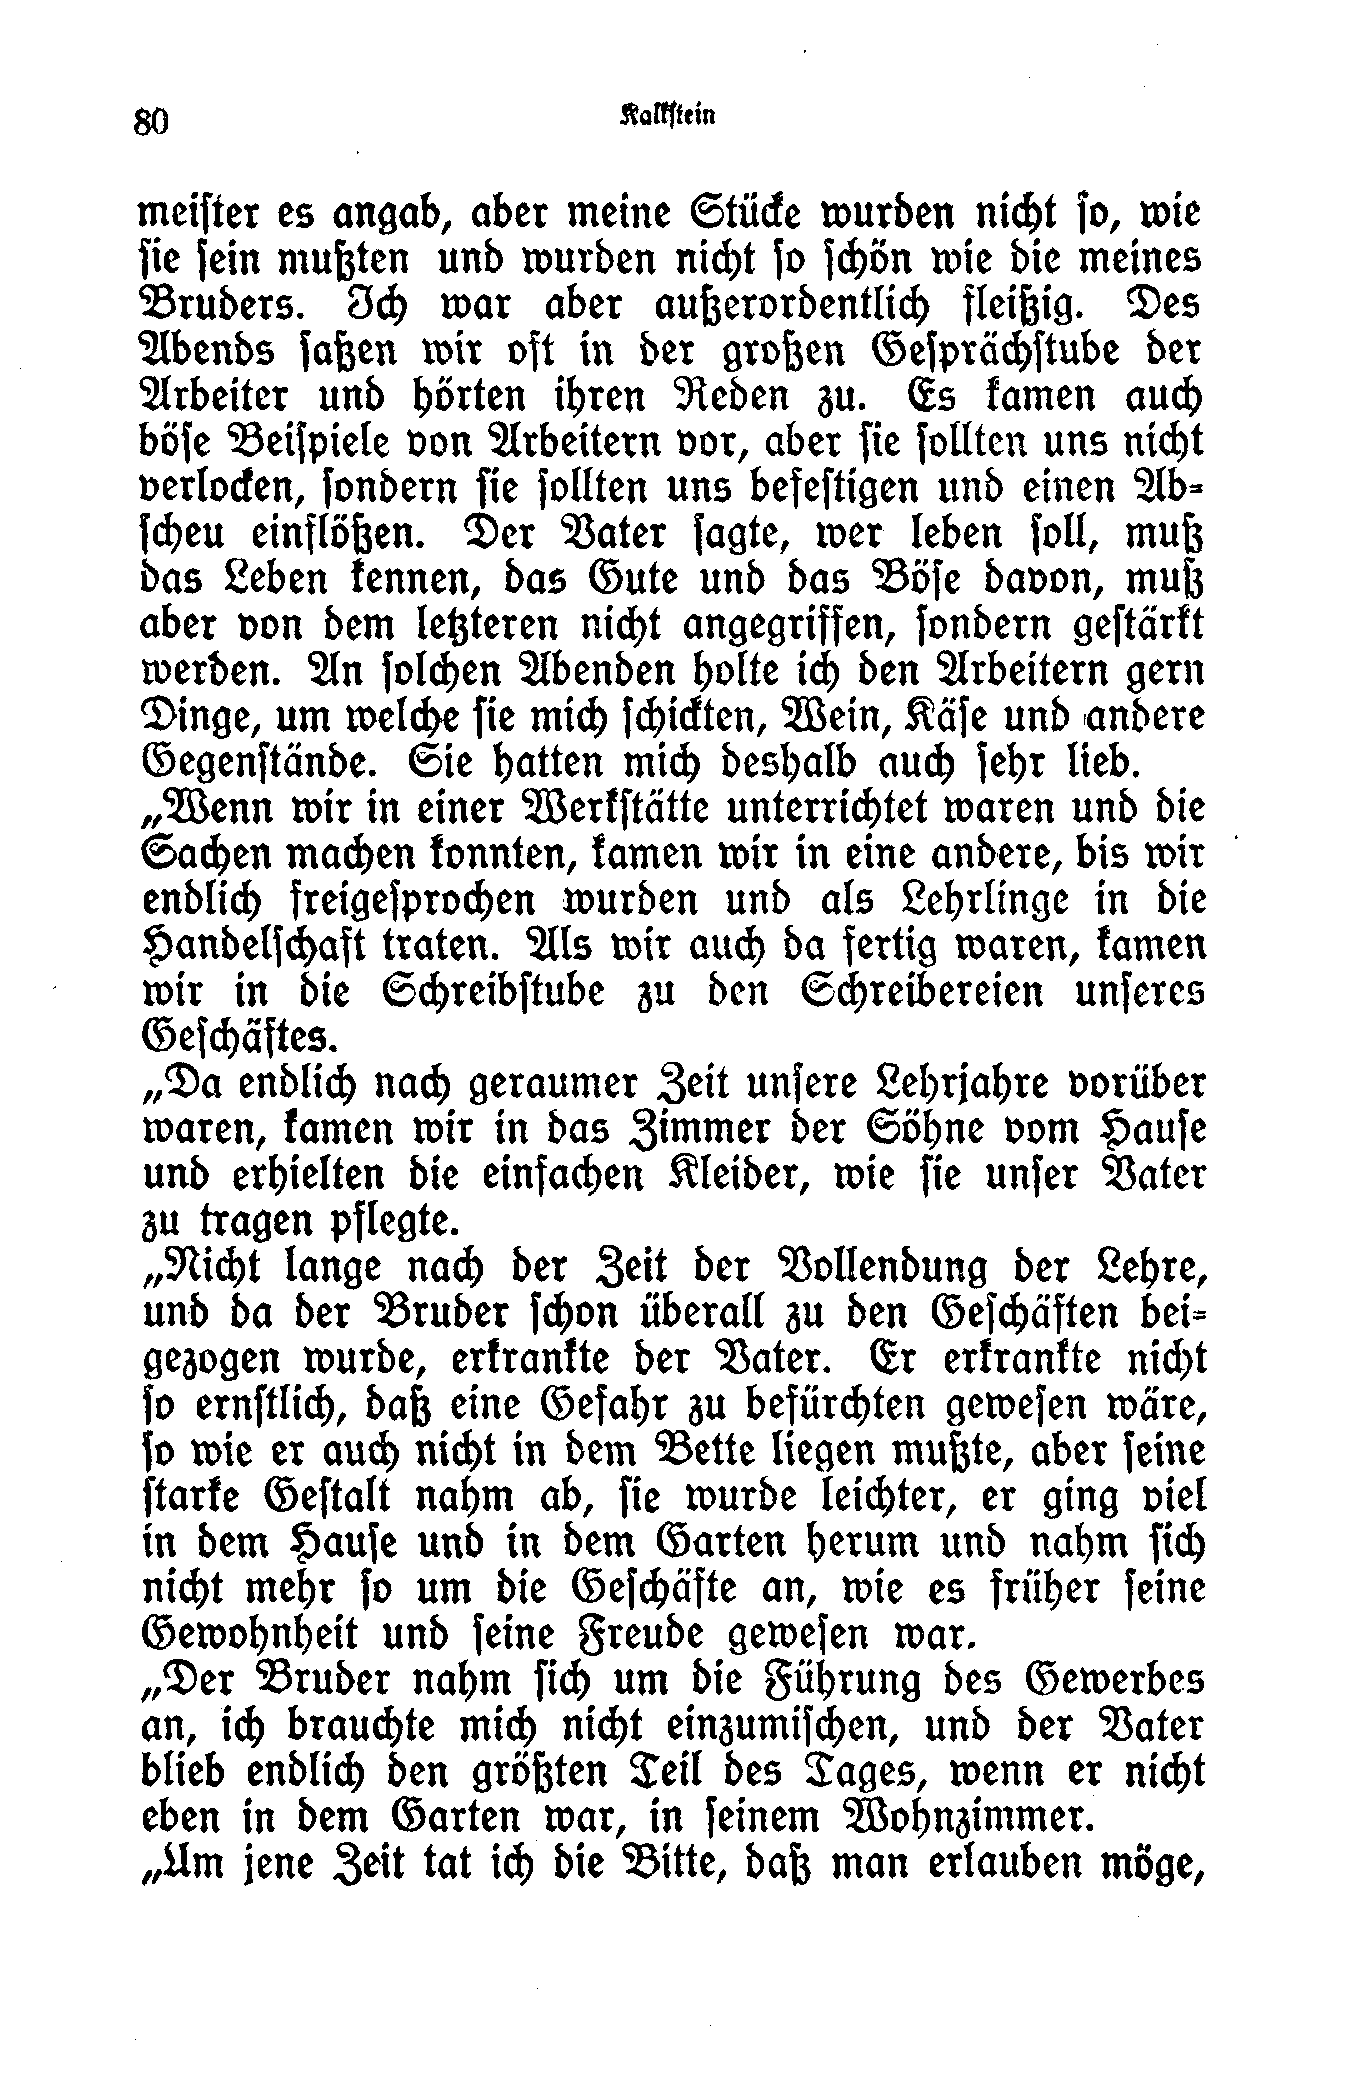 80
Kalkstein
meister es angab, aber meine Stücke wurden nicht so, wie
sie sein mußten und wurden nicht so schön wie die meines
Bruders. Ich war aber außerordentlich fleißig. Des
Abends saßen wir oft in der großen Gesprächstube der
Arbeiter und hörten ihren Reden zu. Es kamen auch
böse Beispiele von Arbeitern vor, aber sie sollten uns nicht
verlocken, sondern sie sollten uns befestigen und einen Ab-
scheu einflößen. Der Vater sagte, wer leben soll, muß
das Leben kennen, das Gute und das Böse davon, muß
aber von dem letzteren nicht angegriffen, sondern gestärkt
werden. An solchen Abenden holte ich den Arbeitern gern
Dinge, um welche sie mich schickten, Wein, Käse und andere
Gegenstände. Sie hatten mich deshalb auch sehr lieb.
„Wenn wir in einer Werkstätte unterrichtet waren und die
Sachen machen konnten, kamen wir in eine andere, bis wir
endlich freigesprochen wurden und als Lehrlinge in die
Handelschaft traten. Als wir auch da fertig waren, kamen
wir in die Schreibstube zu den Schreibereien unseres
Geschäftes.
„Da endlich nach geraumer Zeit unsere Lehrjahre vorüber
waren, kamen wir in das Zimmer der Söhne vom Hause
und erhielten die einfachen Kleider, wie sie unser Vater
zu tragen pflegte.
„Nicht lange nach der Zeit der Vollendung der Lehre,
und da der Bruder schon überall zu den Geschäften bei-
gezogen wurde, erkrankte der Vater. Er erkrankte nicht
so ernstlich, daß eine Gefahr zu befürchten gewesen wäre,
so wie er auch nicht in dem Bette liegen mußte, aber seine
starke Gestalt nahm ab, sie wurde leichter, er ging viel
in dem Hause und in dem Garten herum und nahm sich
nicht mehr so um die Geschäfte an, wie es früher seine
Gewohnheit und seine Freude gewesen war.
„Der Bruder nahm sich um die Führung des Gewerbes
an, ich brauchte mich nicht einzumischen, und der Vater
blieb endlich den größten Teil des Tages, wenn er nicht
eben in dem Garten war, in seinem Wohnzimmer.
„Um jene Zeit tat ich die Bitte, daß man erlauben möge,